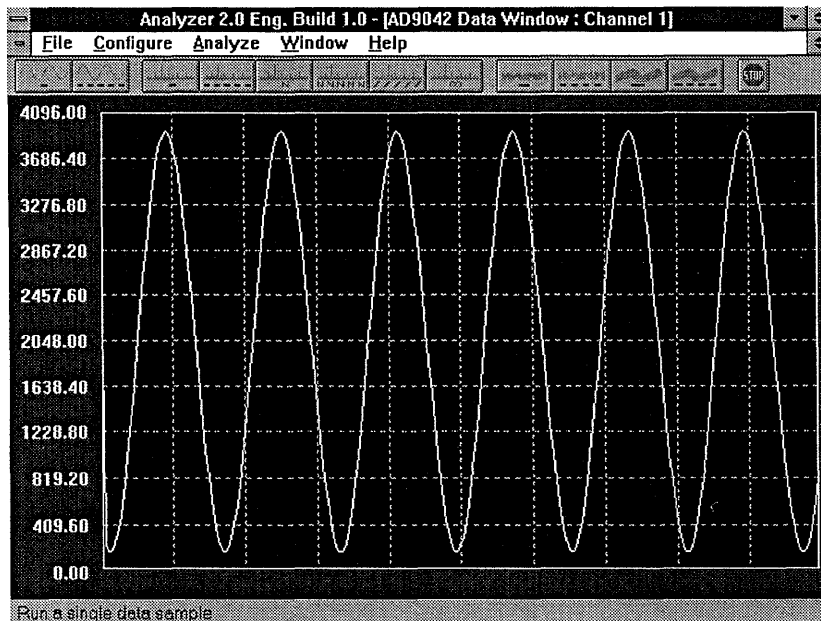 Analyzer 2.0 Eng. Build 1.0 - [AD9042 Data Window : Channel 1]
File Configure Analyze Window Help
STOP
4096.00
3686.40
3276.80
2867.20
2457.60
2048.00
1638.40
1228.80
819.20
409.60
0.00
Run a single data sample